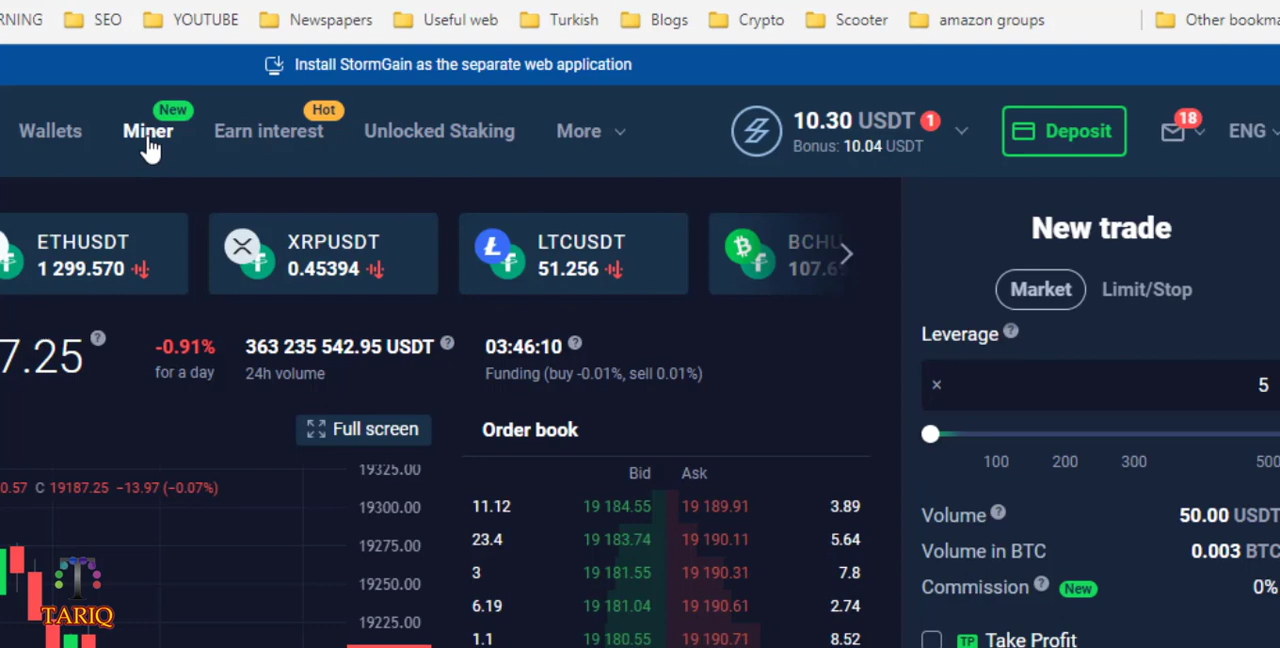 RNING SEO YOUTUBE Newspapers Useful web Turkish Blogs Crypto Scooter amazon groups Other bookma
Install StormGain as the separate web application
New Hot
Wallets Miner Earn interest Unlocked Staking More 10.30 USDT 1 Deposit 18 ENG
Bonus: 10.04 USDT
ETHUSDT XRPUSDT LTCUSDT BCHU
1 299.570 0.45394 51.256 107.6
New trade
Market Limit/Stop
Leverage ?
× 5
7.25 ? -0.91% 363 235 542.95 USDT ? 03:46:10 ?
for a day 24h volume Funding (buy -0.01%, sell 0.01%)
Full screen Order book
100 200 300 500
Bid Ask
19325.00
0.57 C 19187.25 −13.97 (−0.07%)
19300.00
19275.00
19250.00
19225.00
11.12 19 184.55 19 189.91 3.89
23.4 19 183.74 19 190.11 5.64
3 19 181.55 19 190.31 7.8
6.19 19 181.04 19 190.61 2.74
1.1 19 180.55 19 190.71 8.52
Volume ? 50.00 USDT
Volume in BTC 0.003 BTC
Commission ? New 0%
TP Take Profit
T
TARIQ